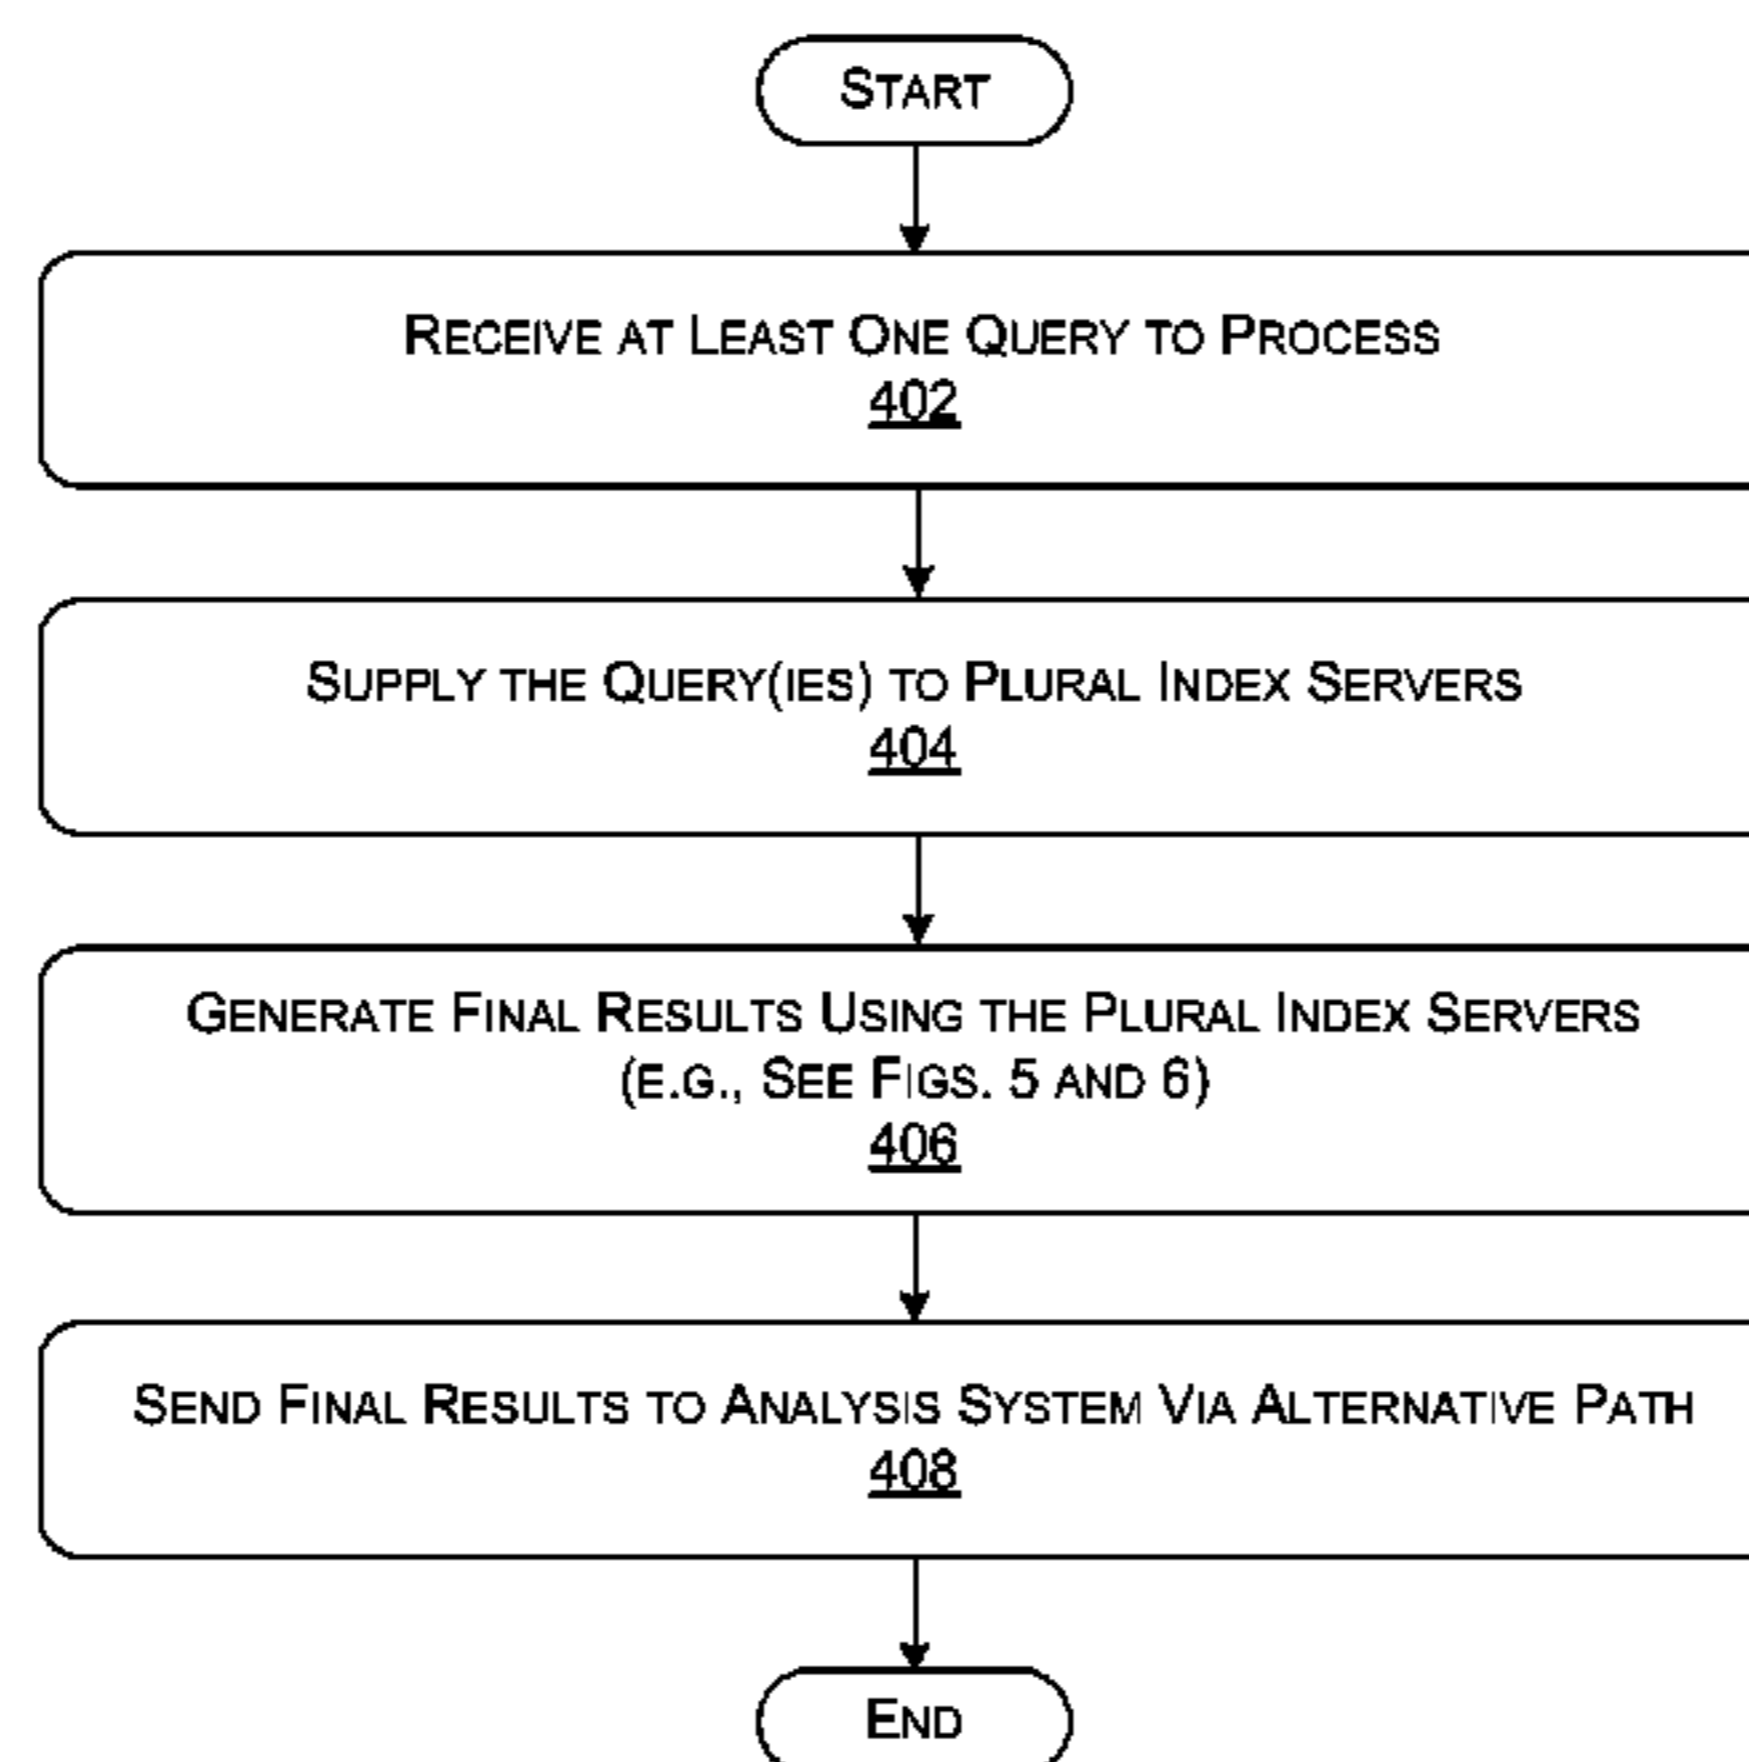 START
RECEIVE AT LEAST ONE QUERY TO PROCESS
402
SUPPLY THE QUERY(IES) TO PLURAL INDEX SERVERS
404
GENERATE FINAL RESULTS USING THE PLURAL INDEX SERVERS
(E.G., SEE FIGS. 5 AND 6)
406
SEND FINAL RESULTS TO ANALYSIS SYSTEM VIA ALTERNATIVE PATH
408
END